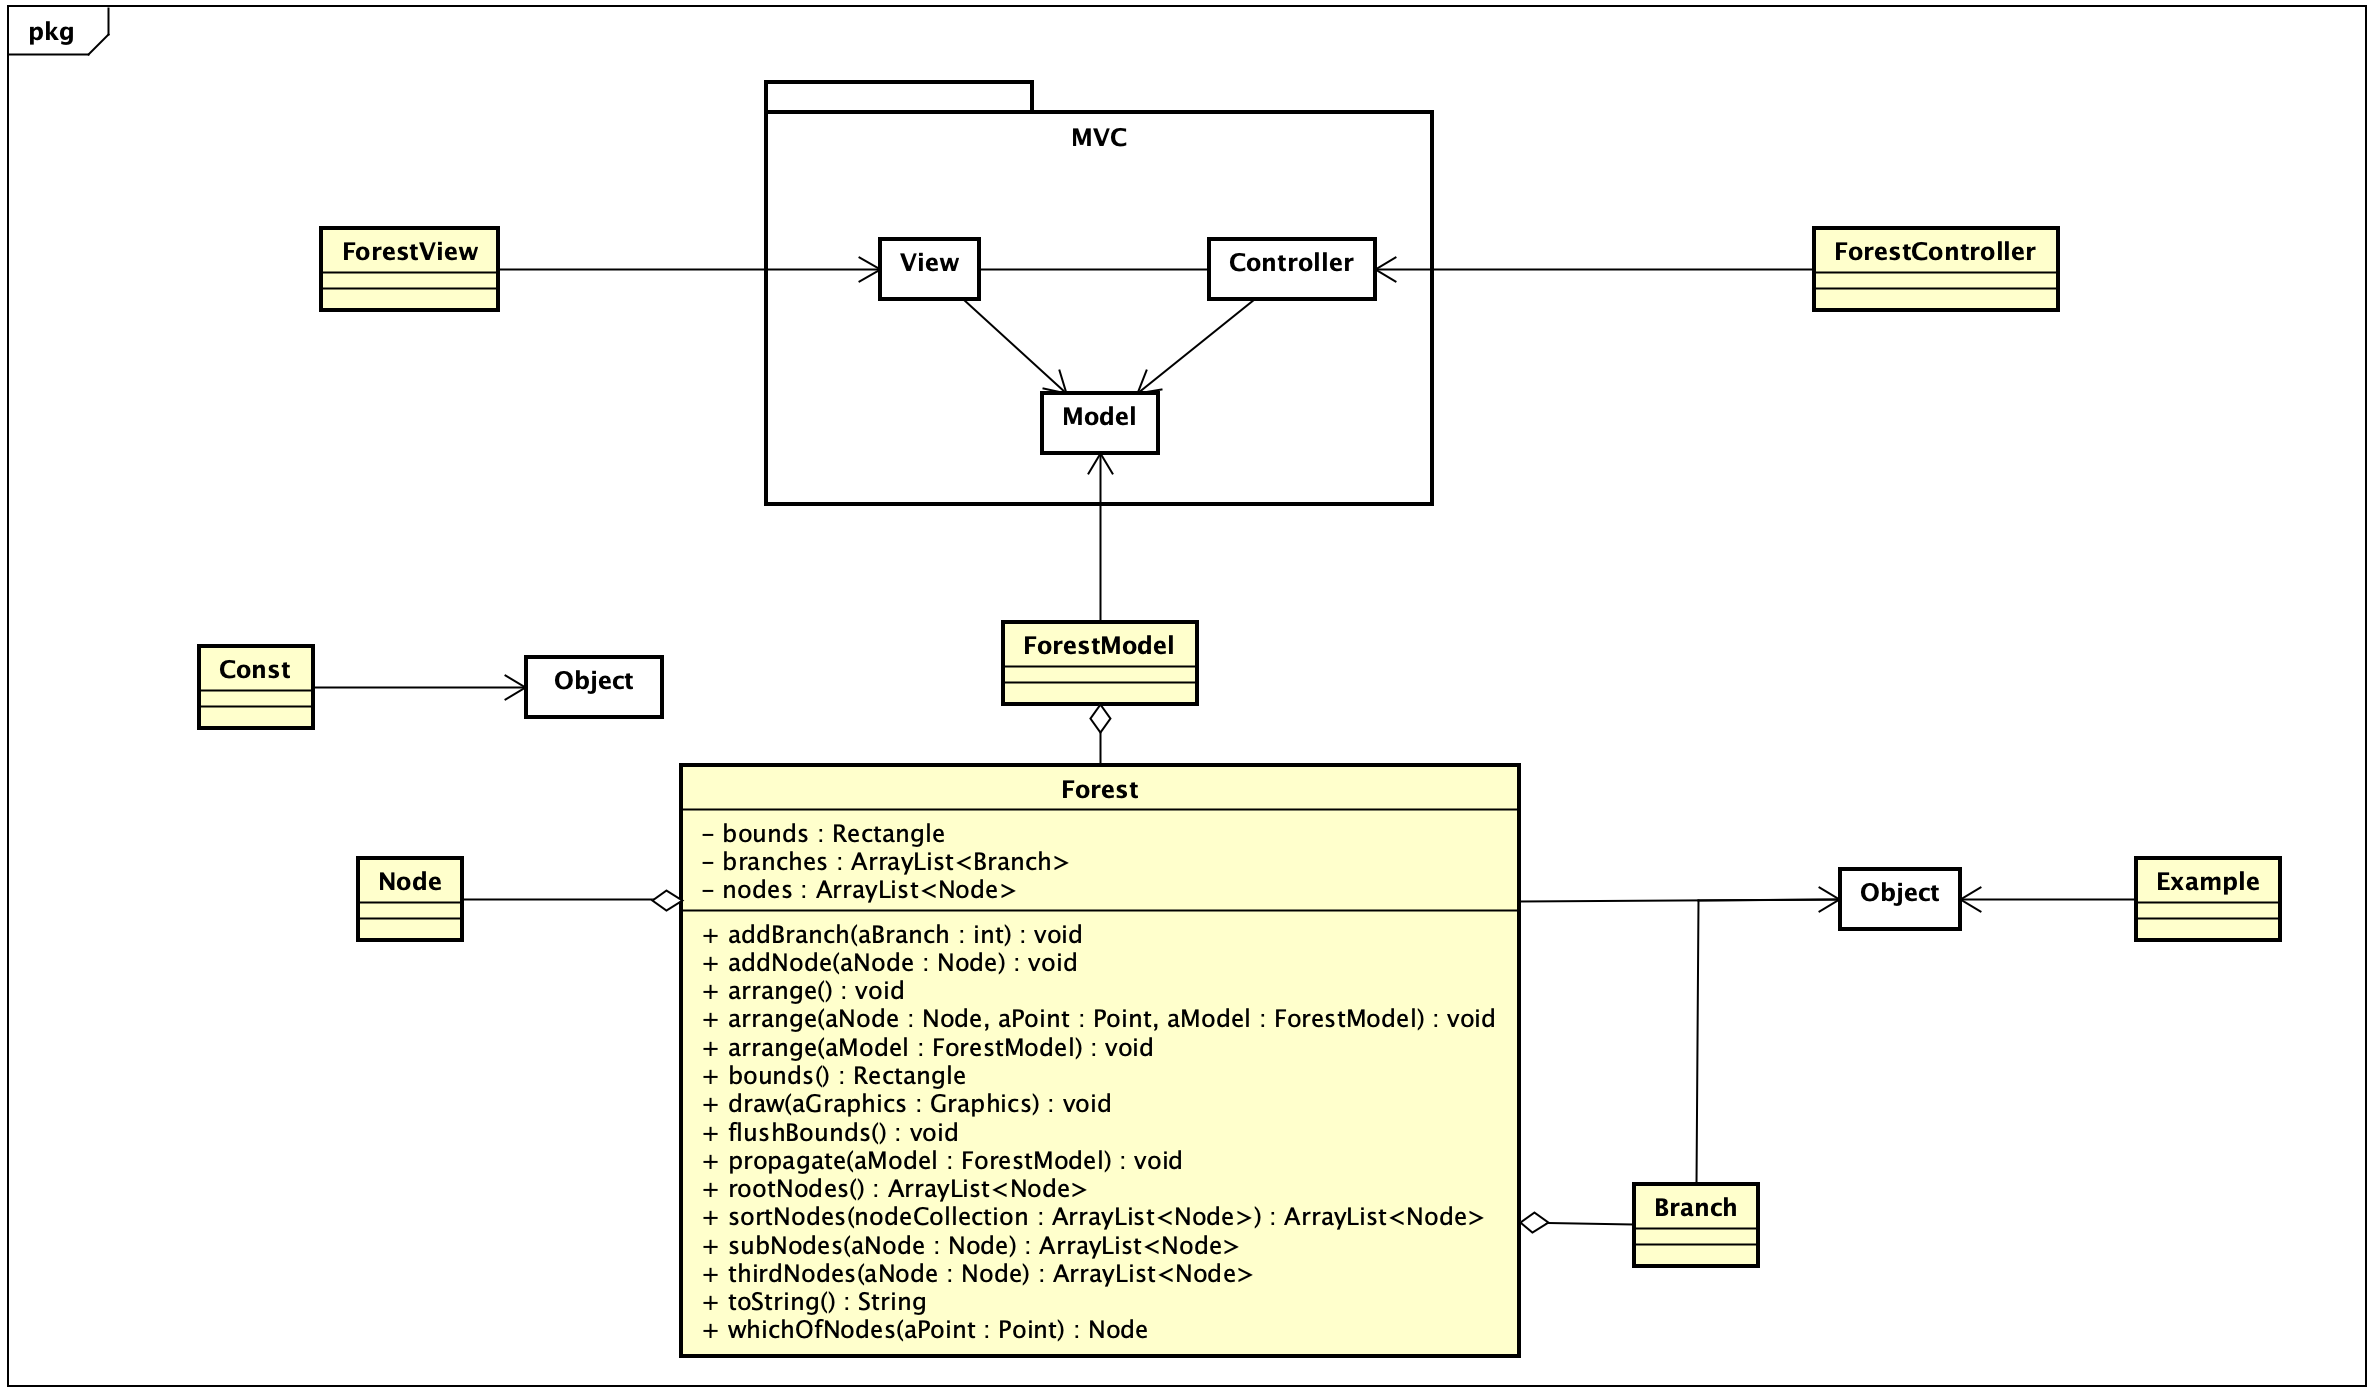 pkg
MVC
ForestView
View
Controller
ForestController
Model
Const
Object
ForestModel
Forest
- bounds : Rectangle
- branches : ArrayList<Branch>
- nodes : ArrayList<Node>
+ addBranch(aBranch : int) : void
+ addNode(aNode : Node) : void
+ arrange() : void
+ arrange(aNode : Node, aPoint : Point, aModel : ForestModel) : void
+ arrange(aModel : ForestModel) : void
+ bounds() : Rectangle
+ draw(aGraphics : Graphics) : void
+ flushBounds() : void
+ propagate(aModel : ForestModel) : void
+ rootNodes() : ArrayList<Node>
+ sortNodes(nodeCollection : ArrayList<Node>) : ArrayList<Node>
+ subNodes(aNode : Node) : ArrayList<Node>
+ thirdNodes(aNode : Node) : ArrayList<Node>
+ toString() : String
+ whichOfNodes(aPoint : Point) : Node
Node
Object
Example
Branch